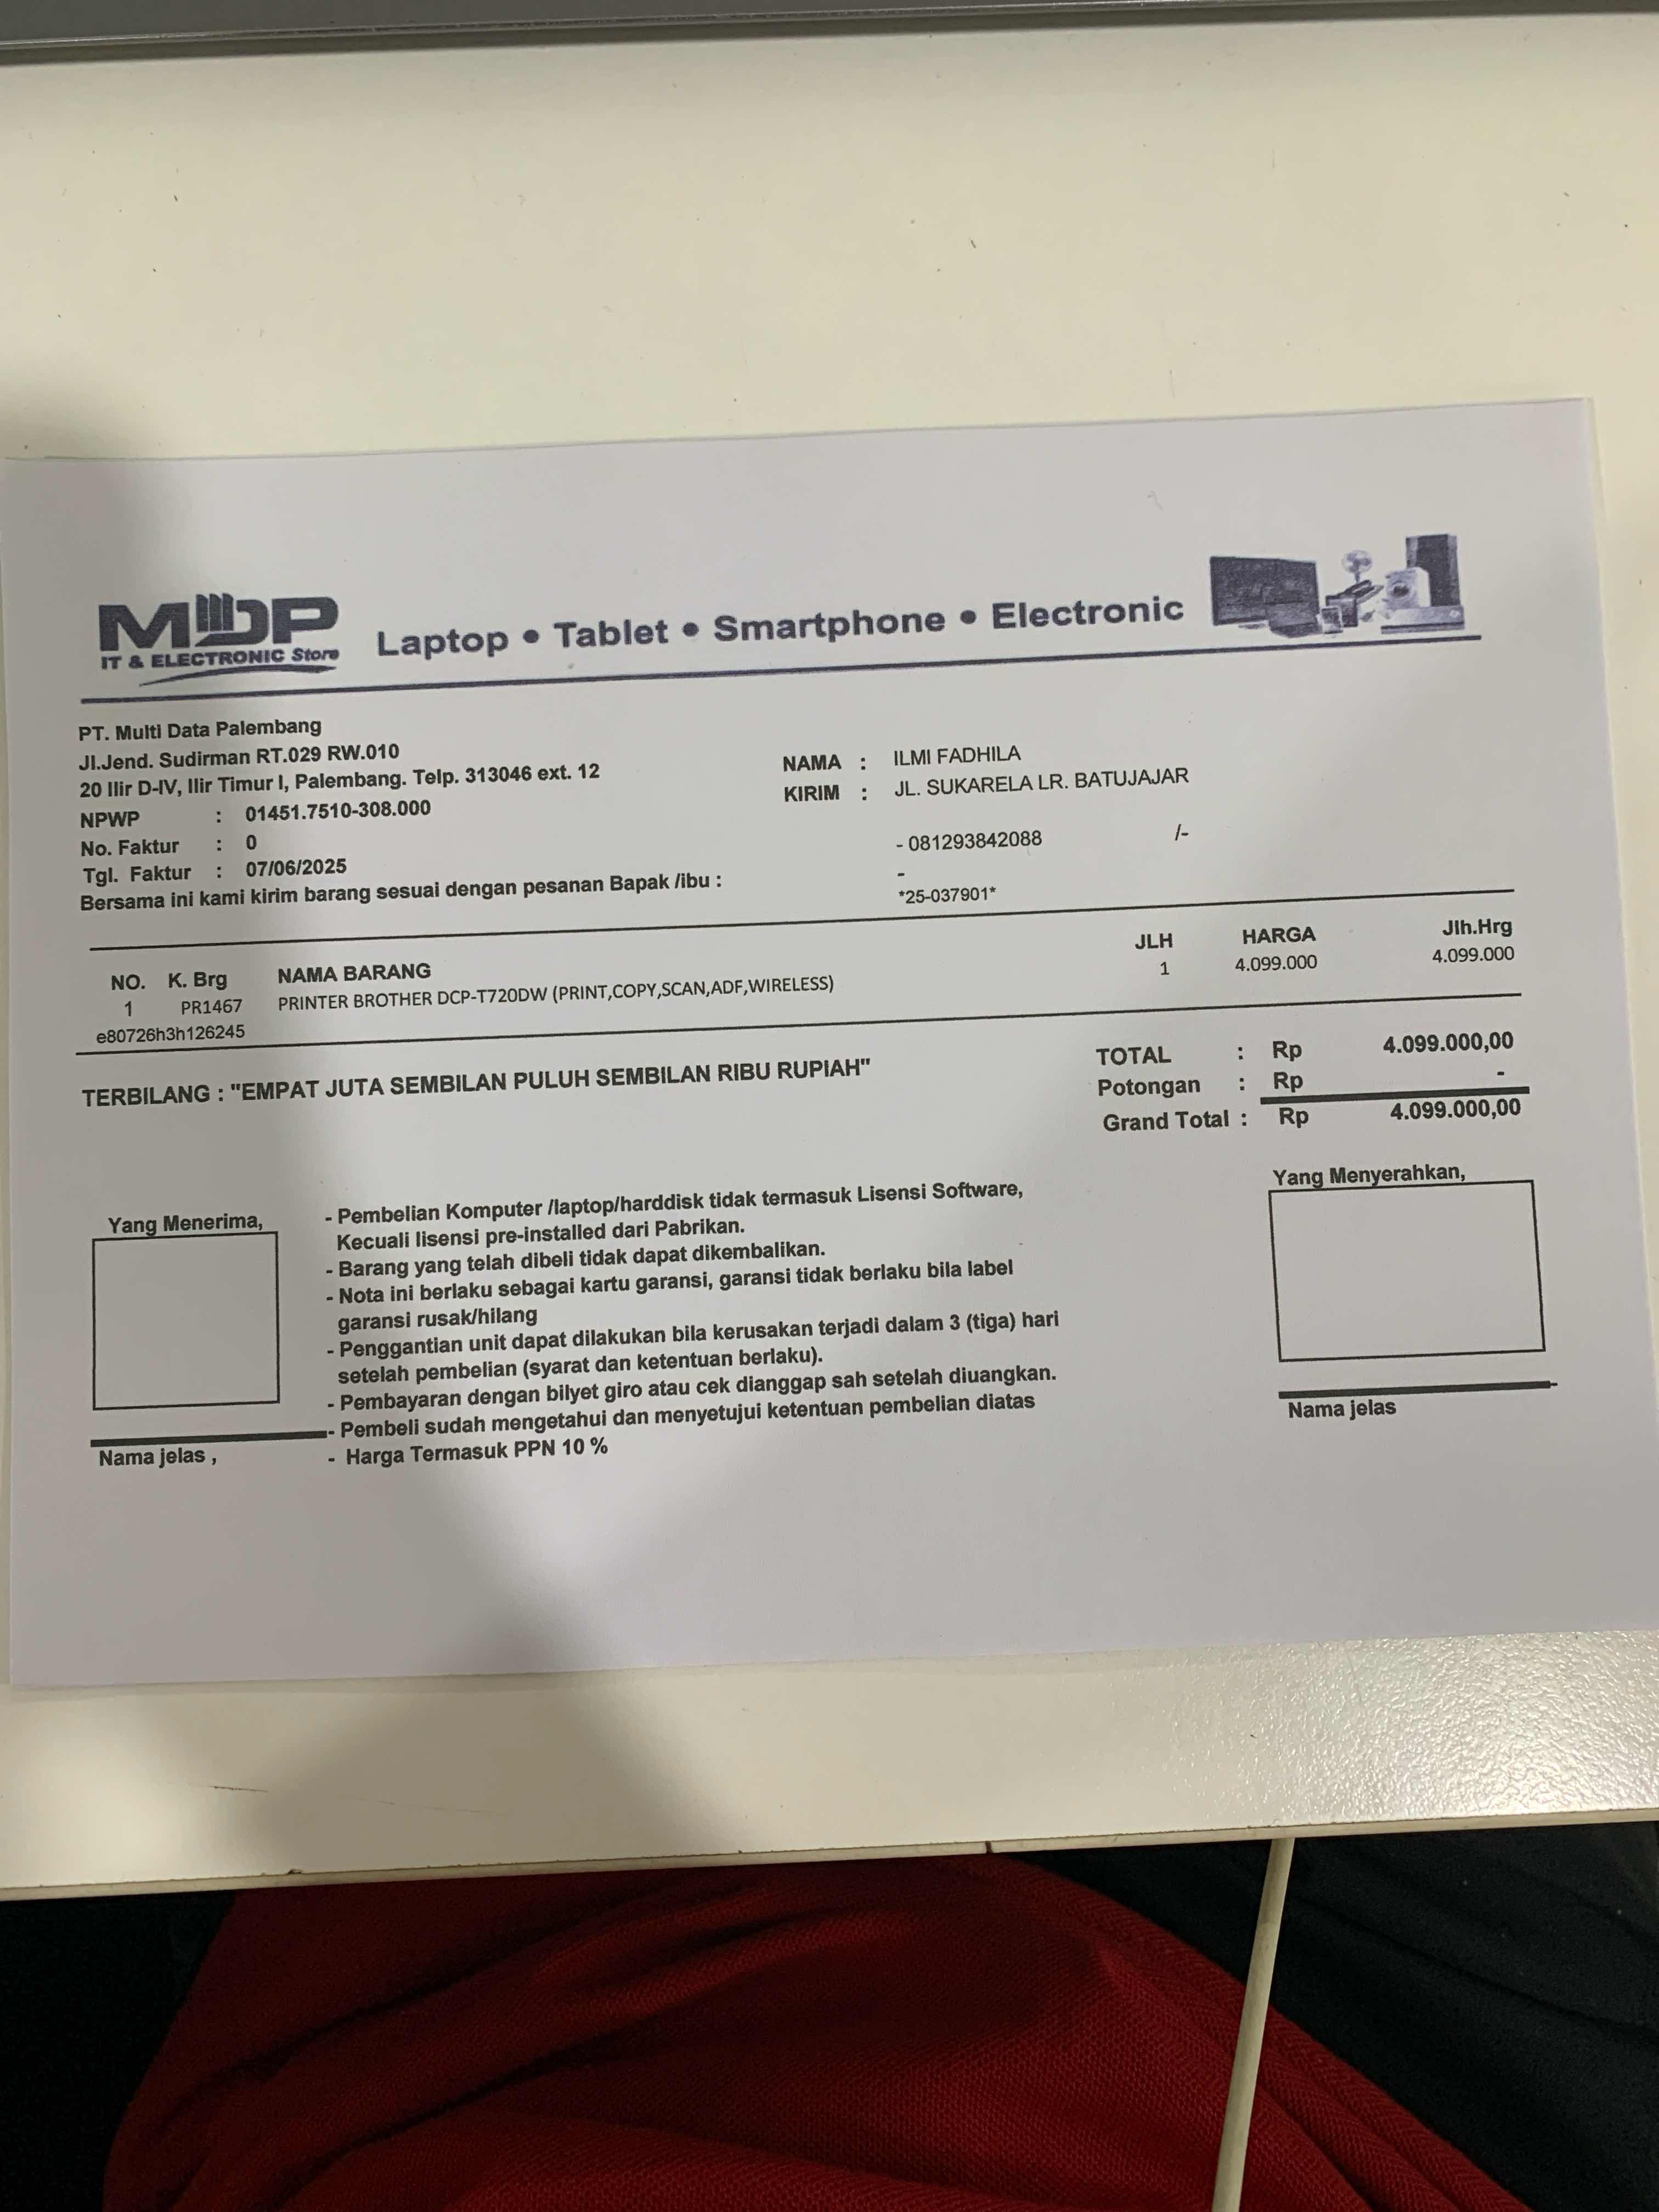 MDP
IT & ELECTRONIC Store
Laptop • Tablet • Smartphone • Electronic
PT. Multi Data Palembang
Jl.Jend. Sudirman RT.029 RW.010
20 Ilir D-IV, Ilir Timur I, Palembang. Telp. 313046 ext. 12
NPWP : 01451.7510-308.000
No. Faktur : 0
Tgl. Faktur : 07/06/2025
Bersama ini kami kirim barang sesuai dengan pesanan Bapak /ibu :
NAMA : ILMI FADHILA
KIRIM : JL. SUKARELA LR. BATUJAJAR
- 081293842088 /-
-
*25-037901*
NO. K. Brg NAMA BARANG JLH HARGA Jlh.Hrg
1 PR1467 PRINTER BROTHER DCP-T720DW (PRINT,COPY,SCAN,ADF,WIRELESS) 1 4.099.000 4.099.000
e80726h3h126245
TERBILANG : "EMPAT JUTA SEMBILAN PULUH SEMBILAN RIBU RUPIAH"
TOTAL : Rp 4.099.000,00
Potongan : Rp -
Grand Total : Rp 4.099.000,00
Yang Menerima,
Nama jelas ,
- Pembelian Komputer /laptop/harddisk tidak termasuk Lisensi Software,
Kecuali lisensi pre-installed dari Pabrikan.
- Barang yang telah dibeli tidak dapat dikembalikan.
- Nota ini berlaku sebagai kartu garansi, garansi tidak berlaku bila label
garansi rusak/hilang
- Penggantian unit dapat dilakukan bila kerusakan terjadi dalam 3 (tiga) hari
setelah pembelian (syarat dan ketentuan berlaku).
- Pembayaran dengan bilyet giro atau cek dianggap sah setelah diuangkan.
- Pembeli sudah mengetahui dan menyetujui ketentuan pembelian diatas
- Harga Termasuk PPN 10 %
Yang Menyerahkan,
Nama jelas